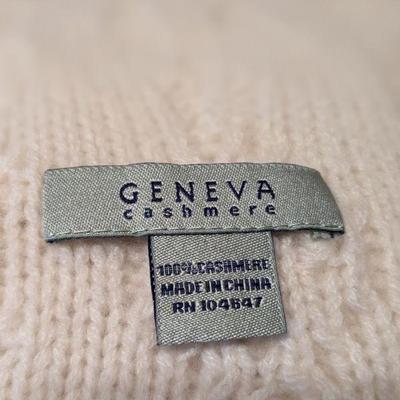 GENEVA
cashmere
100% CASHMERE
MADE IN CHINA
RN 104647